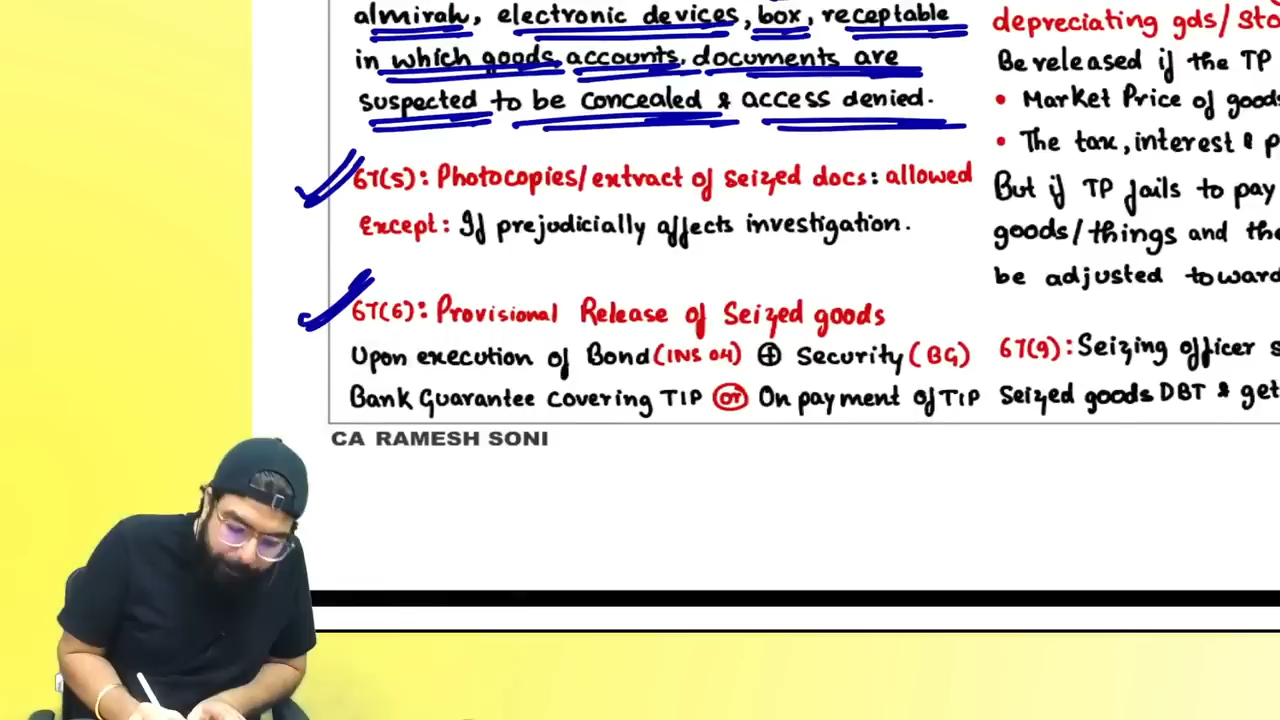 almirah, electronic devices, box, receptable
in which goods, accounts, documents are
suspected to be concealed & access denied.
67(5): Photocopies/extract of seized docs: allowed
Except: If prejudicially affects investigation.
67(6): Provisional Release of Seized goods
Upon execution of Bond (INS 04) ⊕ Security (BG)
Bank Guarantee covering TIP or On payment of TIP
CA RAMESH SONI
depreciating gds/
Be released if the TP
• Market Price of
• The tax, interest &
But if TP fails to pay
goods/things and
be adjusted
67(9): Seizing officer
Seized goods DBT & get